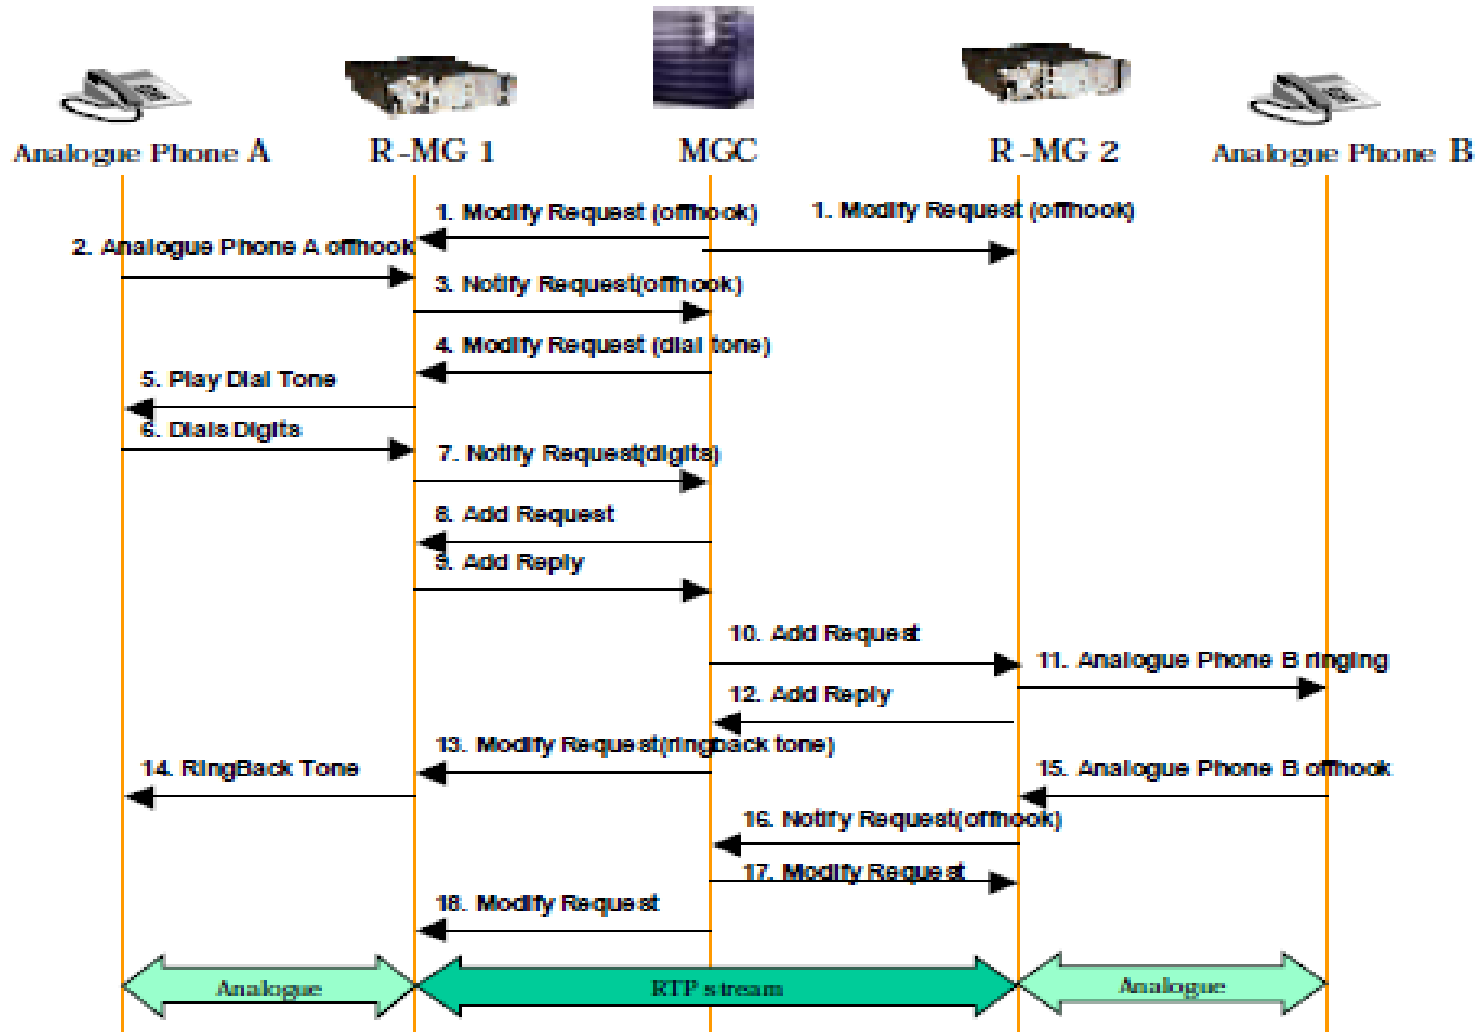 Analogue Phone A
R-MG 1
MGC
R-MG 2
Analogue Phone B
1. Modify Request (offhook)
1. Modify Request (offhook)
2. Analogue Phone A offhook
3. Notify Request(offhook)
4. Modify Request (dial tone)
5. Play Dial Tone
6. Dials Digits
7. Notify Request(digits)
8. Add Request
9. Add Reply
10. Add Request
11. Analogue Phone B ringing
12. Add Reply
13. Modify Request(ringback tone)
14. RingBack Tone
15. Analogue Phone B offhook
16. Notify Request(offhook)
17. Modify Request
18. Modify Request
Analogue
RTP stream
Analogue